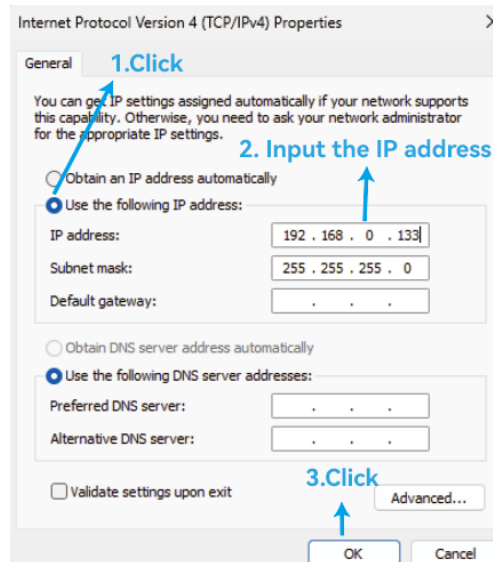 Internet Protocol Version 4 (TCP/IPv4) Properties
General
1.Click
You can get IP settings assigned automatically if your network supports
this capability. Otherwise, you need to ask your network administrator
for the appropriate IP settings.
2. Input the IP address
Obtain an IP address automatically
Use the following IP address:
IP address: 192 . 168 . 0 . 133
Subnet mask: 255 . 255 . 255 . 0
Default gateway: . . .
Obtain DNS server address automatically
Use the following DNS server addresses:
Preferred DNS server: . . .
Alternative DNS server: . . .
3.Click
Validate settings upon exit
Advanced...
OK Cancel